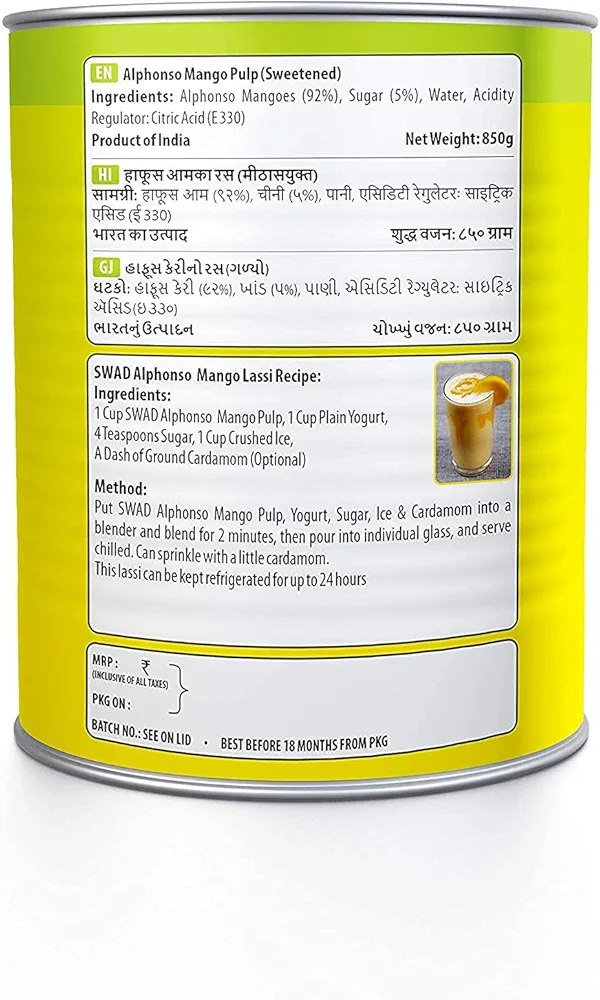 EN Alphonso Mango Pulp (Sweetened)
Ingredients: Alphonso Mangoes (92%), Sugar (5%), Water, Acidity
Regulator: Citric Acid (E 330)
Product of India Net Weight: 850g
HI हाफूस आमका रस (मीठासयुक्त)
सामग्री: हाफूस आम (९२%), चीनी (५%), पानी, एसिडिटी रेगुलेटरः साइट्रिक
एसिड (ई 330)
भारत का उत्पाद शुद्ध वजन: ८५० ग्राम
GJ હાફૂસ કેરીનો રસ (ગળ્યો)
ઘટકો: હાફૂસ કેરી (૯૨%), ખાંડ (૫%), પાણી, એસિડિટી રેગ્યુલેટર: સાઇટ્રિક
એસિડ (ઇ ૩૩૦)
ભારતનું ઉત્પાદન ચોખ્ખું વજન: ૮૫૦ ગ્રામ
SWAD Alphonso Mango Lassi Recipe:
Ingredients:
1 Cup SWAD Alphonso Mango Pulp, 1 Cup Plain Yogurt,
4 Teaspoons Sugar, 1 Cup Crushed Ice,
A Dash of Ground Cardamom (Optional)
Method:
Put SWAD Alphonso Mango Pulp, Yogurt, Sugar, Ice & Cardamom into a
blender and blend for 2 minutes, then pour into individual glass, and serve
chilled. Can sprinkle with a little cardamom.
This lassi can be kept refrigerated for up to 24 hours
MRP : ₹
(INCLUSIVE OF ALL TAXES)
PKG ON :
BATCH NO.: SEE ON LID • BEST BEFORE 18 MONTHS FROM PKG